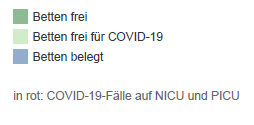 Betten frei
Betten frei für COVID-19
Betten belegt
in rot: COVID-19-Fälle auf NICU und PICU